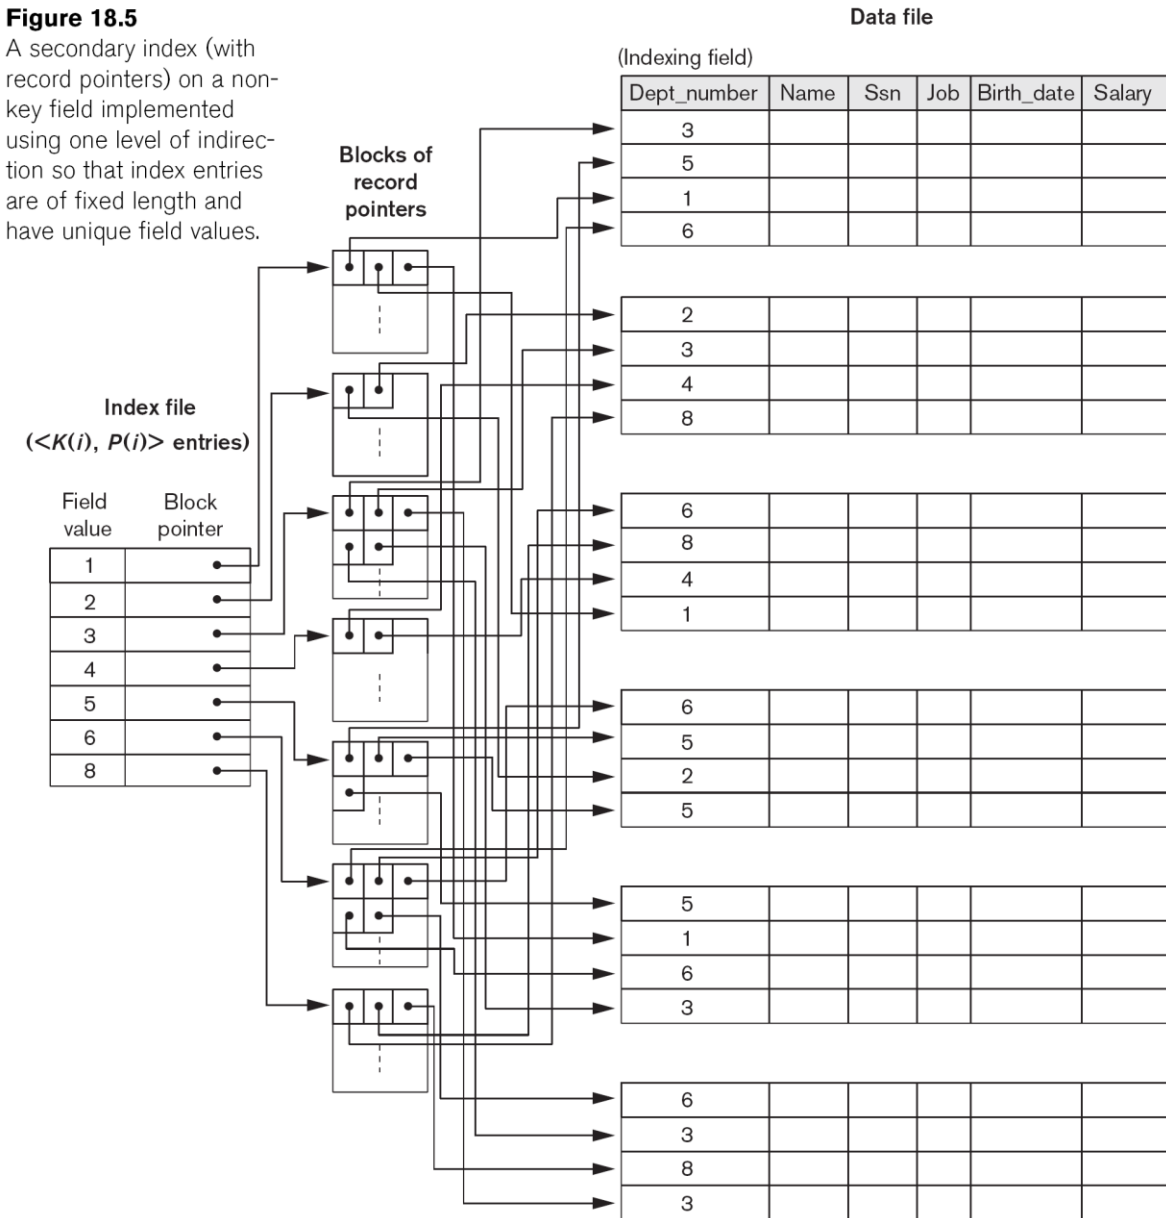 Figure 18.5
A secondary index (with
record pointers) on a non-
key field implemented
using one level of indirec-
tion so that index entries
are of fixed length and
have unique field values.
Data file
(Indexing field)
Dept_number Name Ssn Job Birth_date Salary
3
5
1
6
2
3
4
8
6
8
4
1
6
5
2
5
5
1
6
3
6
3
8
3
Blocks of
record
pointers
Index file
(<K(i), P(i)> entries)
Field value
Block pointer
1
2
3
4
5
6
8